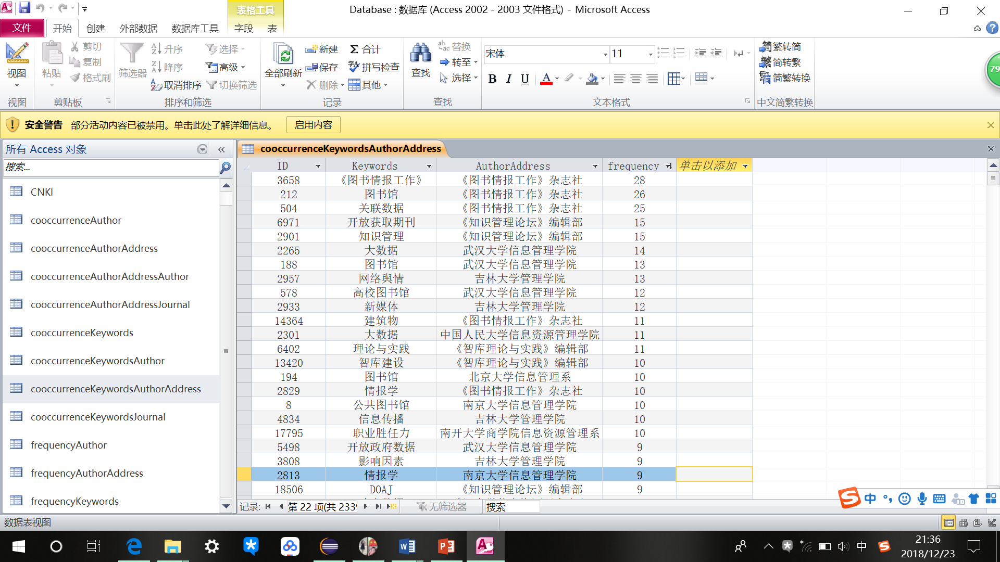 Database : 数据库 (Access 2002 - 2003 文件格式) - Microsoft Access
表格工具
文件 开始 创建 外部数据 数据库工具 字段 表
视图
粘贴
剪切
复制
格式刷
筛选器
升序
降序
取消排序
选择
高级
切换筛选
全部刷新
新建
保存
删除
合计
拼写检查
其他
查找
替换
转至
选择
宋体 11
B I U A
繁转简
简转繁
简繁转换
视图 剪贴板 排序和筛选 记录 查找 文本格式 中文简繁转换
79
安全警告 部分活动内容已被禁用。单击此处了解详细信息。 启用内容
所有 Access 对象
搜索...
CNKI
cooccurrenceAuthor
cooccurrenceAuthorAddress
cooccurrenceAuthorAddressAuthor
cooccurrenceAuthorAddressJournal
cooccurrenceKeywords
cooccurrenceKeywordsAuthor
cooccurrenceKeywordsAuthorAddress
cooccurrenceKeywordsJournal
frequencyAuthor
frequencyAuthorAddress
frequencyKeywords
cooccurrenceKeywordsAuthorAddress
ID Keywords AuthorAddress frequency 单击以添加
3658 《图书情报工作》 《图书情报工作》杂志社 28
212 图书馆 《图书情报工作》杂志社 26
504 关联数据 《图书情报工作》杂志社 25
6971 开放获取期刊 《知识管理论坛》编辑部 15
2901 知识管理 《知识管理论坛》编辑部 15
2265 大数据 武汉大学信息管理学院 14
188 图书馆 武汉大学信息管理学院 13
2957 网络舆情 吉林大学管理学院 13
578 高校图书馆 武汉大学信息管理学院 12
2933 新媒体 吉林大学管理学院 12
14364 建筑物 《图书情报工作》杂志社 11
2301 大数据 中国人民大学信息资源管理学院 11
6402 理论与实践 《智库理论与实践》编辑部 11
13420 智库建设 《智库理论与实践》编辑部 10
194 图书馆 北京大学信息管理系 10
2829 情报学 《图书情报工作》杂志社 10
8 公共图书馆 南京大学信息管理学院 10
4834 信息传播 吉林大学管理学院 10
17795 职业胜任力 南开大学商学院信息资源管理系 10
5498 开放政府数据 武汉大学信息管理学院 9
3808 影响因素 吉林大学管理学院 9
2813 情报学 南京大学信息管理学院 9
18506 DOAJ 《知识管理论坛》编辑部 9
记录: 第 22 项(共 233 无筛选器 搜索
中
数据表视图
中
21:36
2018/12/23